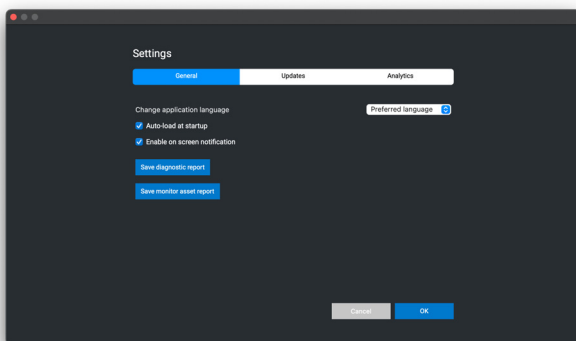 Settings
General
Updates
Analytics
Change application language
Preferred language
Auto-load at startup
Enable on screen notification
Save diagnostic report
Save monitor asset report
Cancel
OK